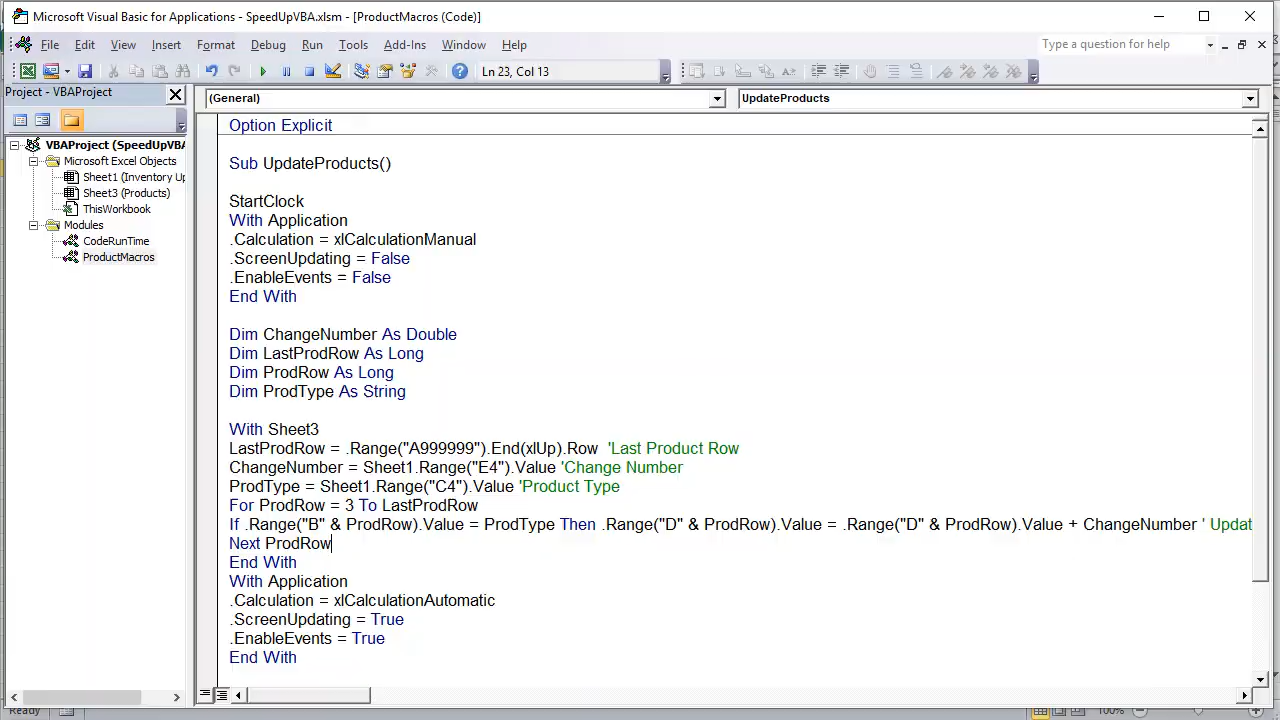 Microsoft Visual Basic for Applications - SpeedUpVBA.xlsm - [ProductMacros (Code)]
File Edit View Insert Format Debug Run Tools Add-Ins Window Help
Type a question for help
Ln 23, Col 13
Project - VBAProject
(General)
UpdateProducts
VBAProject (SpeedUpVBA
Microsoft Excel Objects
Sheet1 (Inventory Up
Sheet3 (Products)
ThisWorkbook
Modules
CodeRunTime
ProductMacros
Option Explicit
Sub UpdateProducts()
StartClock
With Application
.Calculation = xlCalculationManual
.ScreenUpdating = False
.EnableEvents = False
End With
Dim ChangeNumber As Double
Dim LastProdRow As Long
Dim ProdRow As Long
Dim ProdType As String
With Sheet3
LastProdRow = .Range("A999999").End(xlUp).Row 'Last Product Row
ChangeNumber = Sheet1.Range("E4").Value 'Change Number
ProdType = Sheet1.Range("C4").Value 'Product Type
For ProdRow = 3 To LastProdRow
If .Range("B" & ProdRow).Value = ProdType Then .Range("D" & ProdRow).Value = .Range("D" & ProdRow).Value + ChangeNumber ' Updat
Next ProdRow
End With
With Application
.Calculation = xlCalculationAutomatic
.ScreenUpdating = True
.EnableEvents = True
End With
Ready
100%